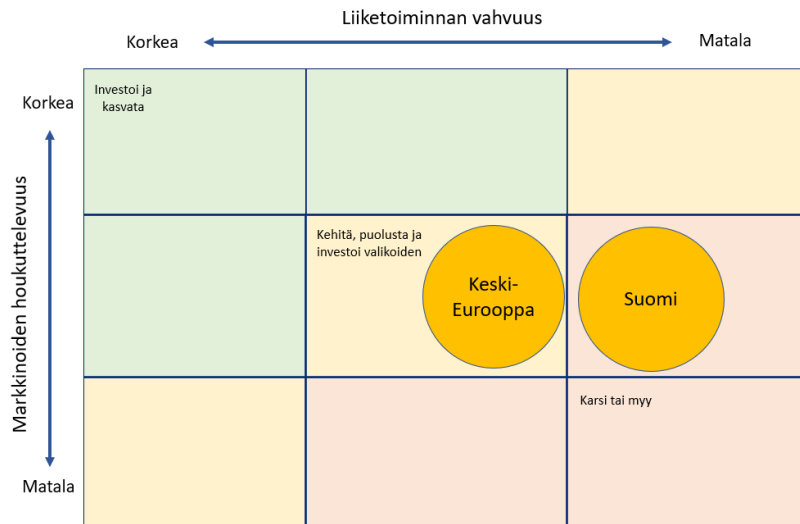 Liiketoiminnan vahvuus
Korkea
Matala
Korkea
Investoi ja
kasvata
Markkinoiden houkuttelevuus
Kehitä, puolusta ja
investoi valikoiden
Keski-
Eurooppa
Suomi
Karsi tai myy
Matala